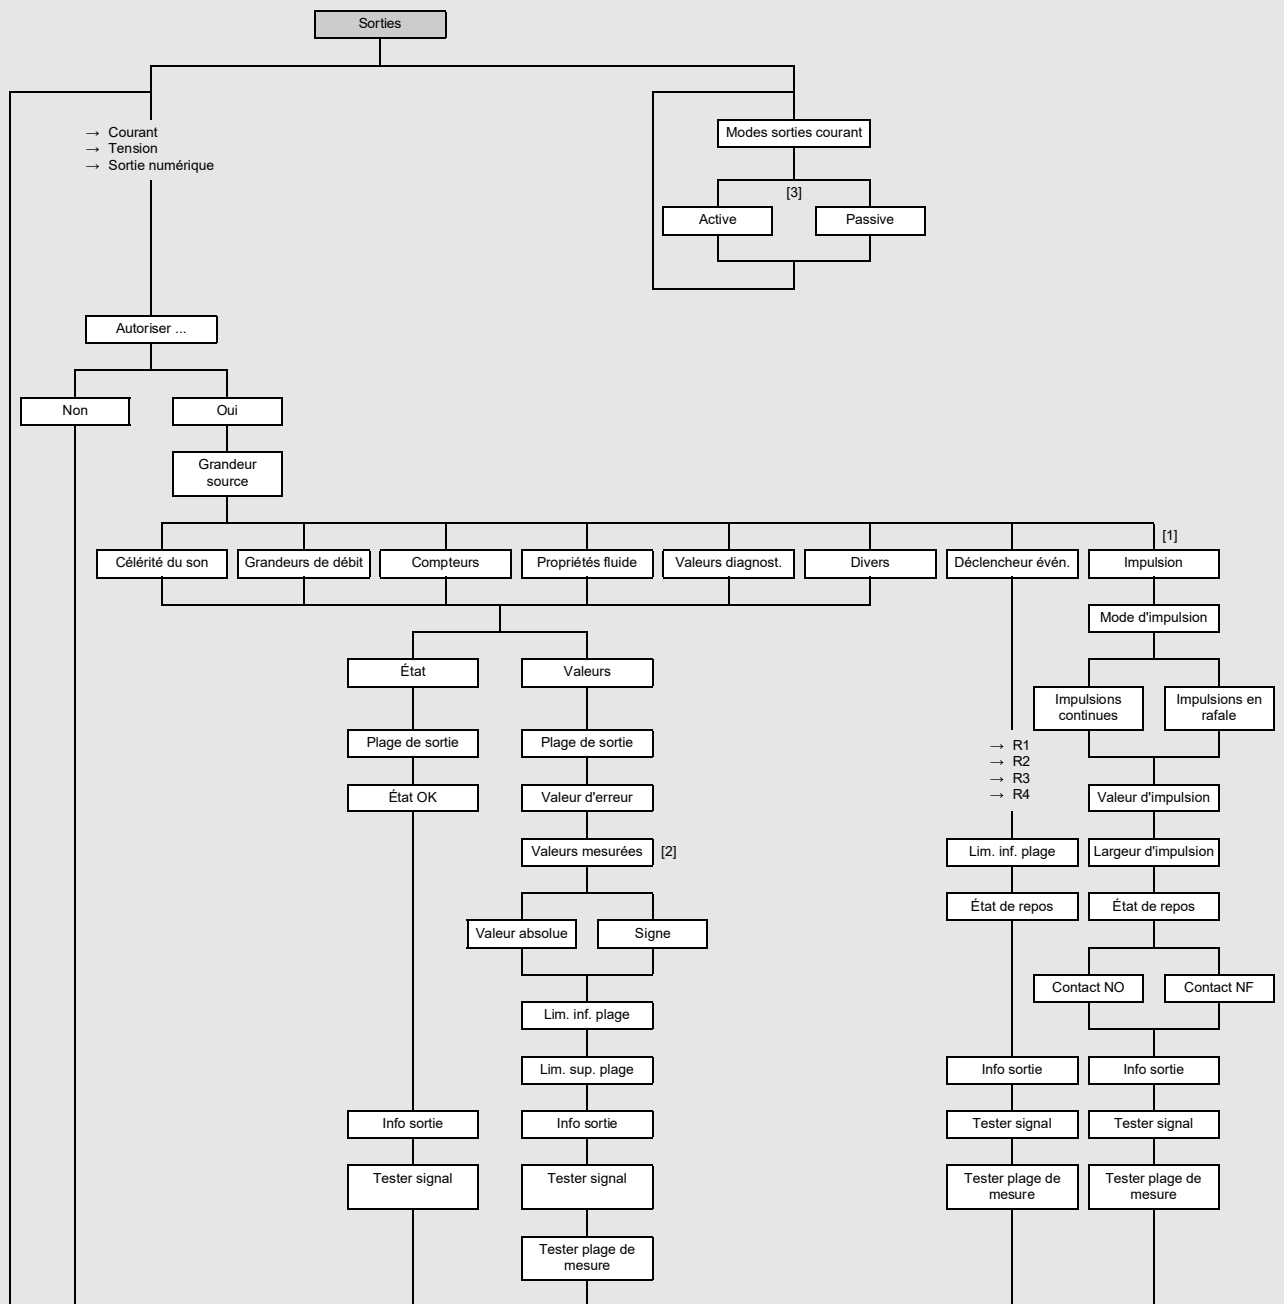 Sorties
→ Courant
→ Tension
→ Sortie numérique
Modes sorties courant
[3]
Active
Passive
Autoriser ...
Non
Oui
Grandeur
source
[1]
Célérité du son
Grandeurs de débit
Compteurs
Propriétés fluide
Valeurs diagnost.
Divers
Déclencheur évén.
Impulsion
Mode d'impulsion
État
Valeurs
Impulsions
continues
Impulsions en
rafale
Plage de sortie
Plage de sortie
→ R1
→ R2
→ R3
→ R4
État OK
Valeur d'erreur
Valeur d'impulsion
Valeurs mesurées
[2]
Lim. inf. plage
Largeur d'impulsion
État de repos
État de repos
Valeur absolue
Signe
Contact NO
Contact NF
Lim. inf. plage
Lim. sup. plage
Info sortie
Info sortie
Info sortie
Info sortie
Tester signal
Tester signal
Tester signal
Tester signal
Tester plage de
mesure
Tester plage de
mesure
Tester plage de
mesure